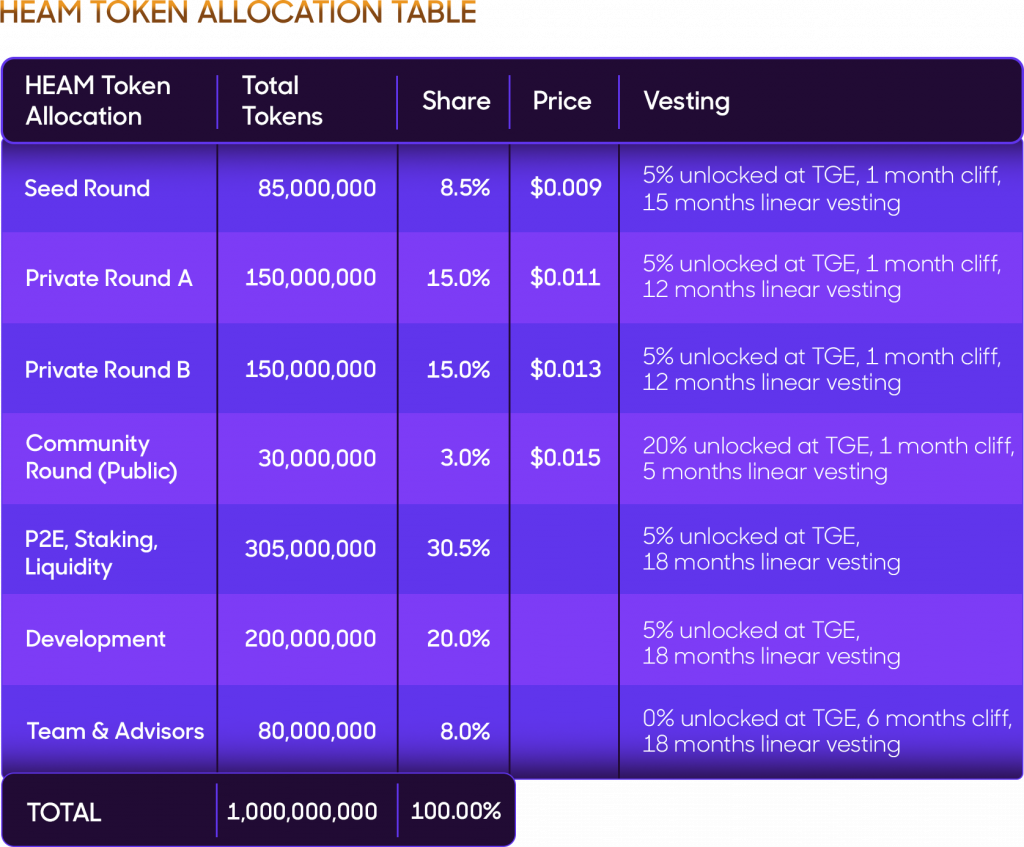 HEAM TOKEN ALLOCATION TABLE
HEAM Token
Allocation
Total
Tokens
Share
Price
Vesting
Seed Round
85,000,000
8.5%
$0.009
5% unlocked at TGE, 1 month cliff,
15 months linear vesting
Private Round A
150,000,000
15.0%
$0.011
5% unlocked at TGE, 1 month cliff,
12 months linear vesting
Private Round B
150,000,000
15.0%
$0.013
5% unlocked at TGE, 1 month cliff,
12 months linear vesting
Community
Round (Public)
30,000,000
3.0%
$0.015
20% unlocked at TGE, 1 month cliff,
5 months linear vesting
P2E, Staking,
Liquidity
305,000,000
30.5%
5% unlocked at TGE,
18 months linear vesting
Development
200,000,000
20.0%
5% unlocked at TGE,
18 months linear vesting
Team & Advisors
80,000,000
8.0%
0% unlocked at TGE, 6 months cliff,
18 months linear vesting
TOTAL
1,000,000,000
100.00%